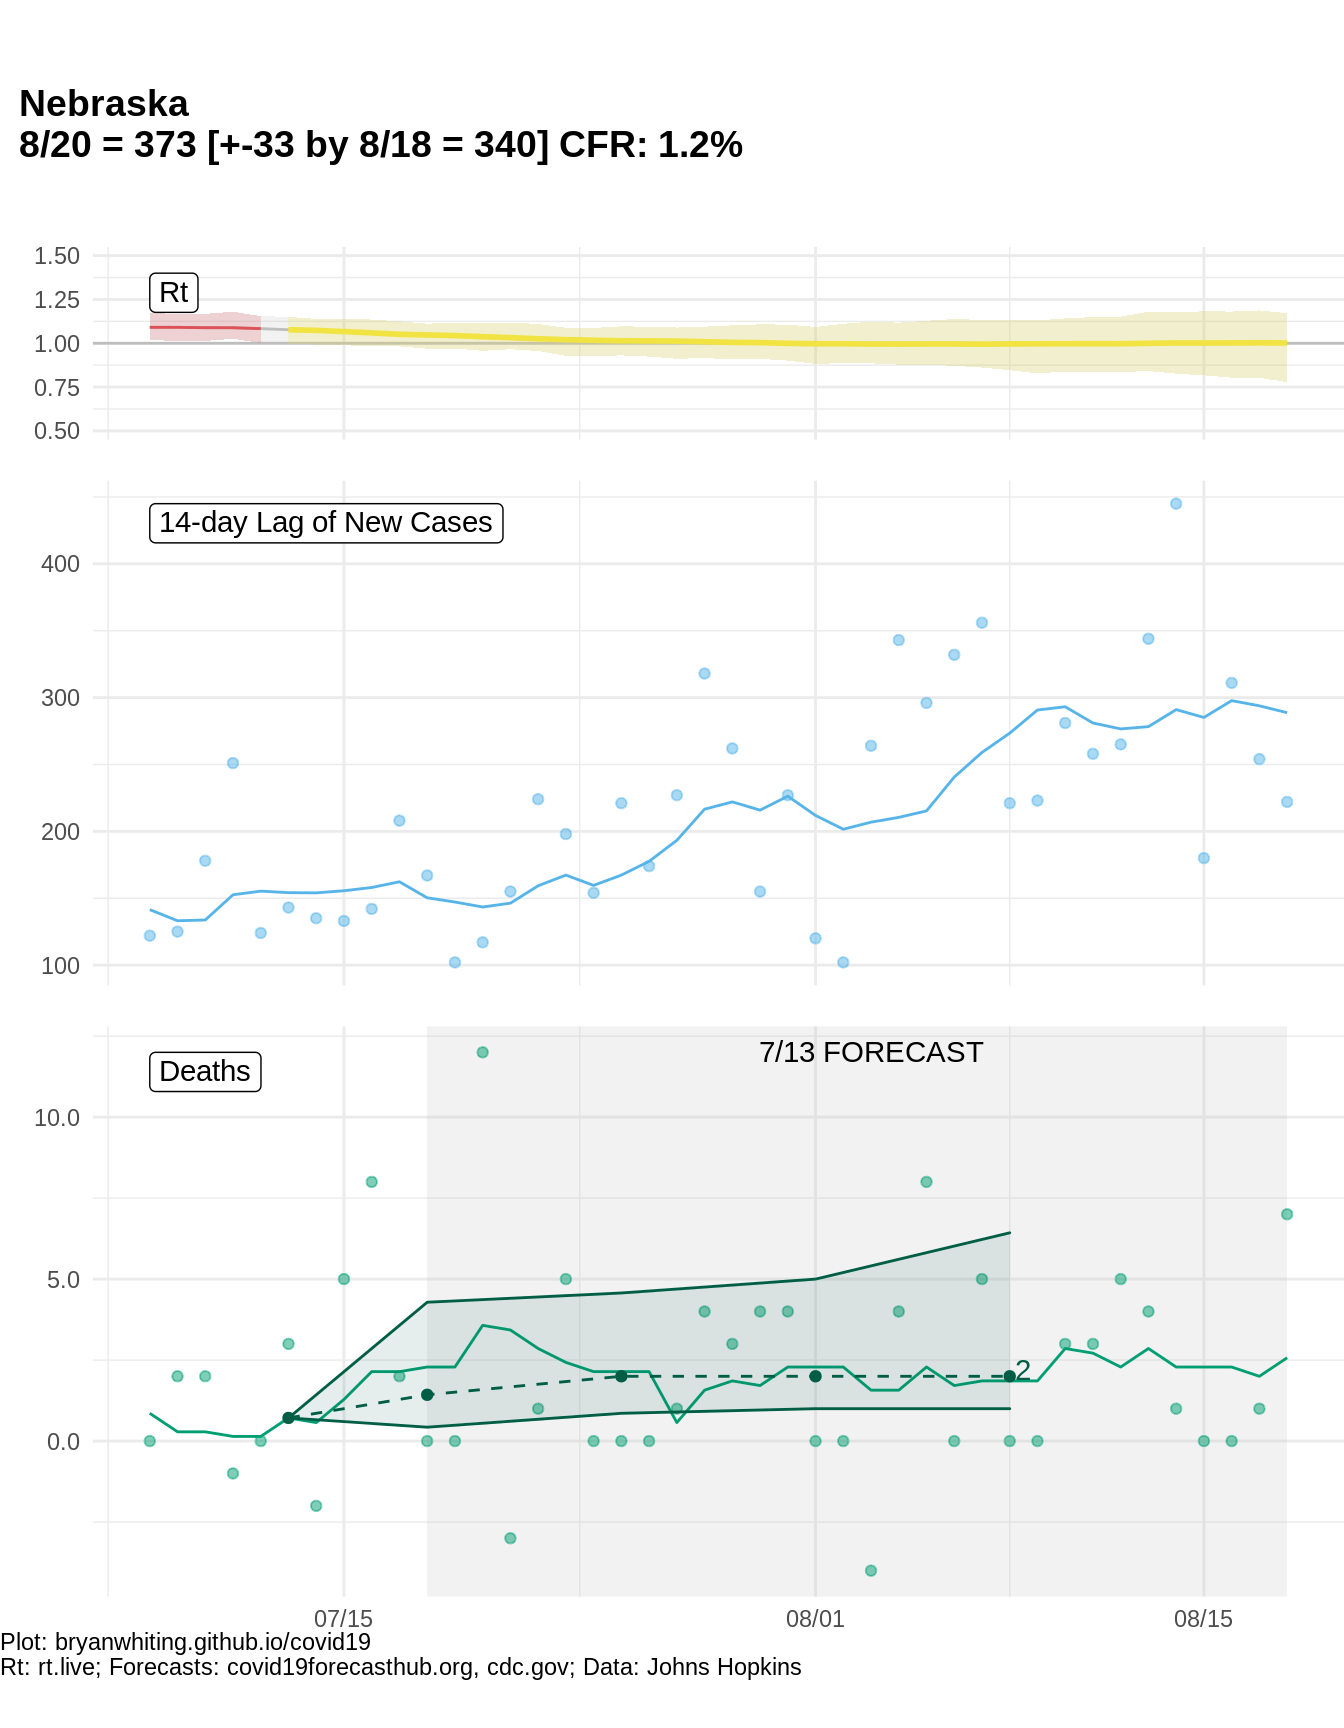 Nebraska
8/20 = 373 [+-33 by 8/18 = 340] CFR: 1.2%
1.50
1.25
1.00
0.75
0.50
Rt
14-day Lag of New Cases
400
300
200
100
7/13 FORECAST
Deaths
10.0
5.0
0.0
2
07/15 08/01 08/15
Plot: bryanwhiting.github.io/covid19
Rt: rt.live; Forecasts: covid19forecasthub.org, cdc.gov; Data: Johns Hopkins